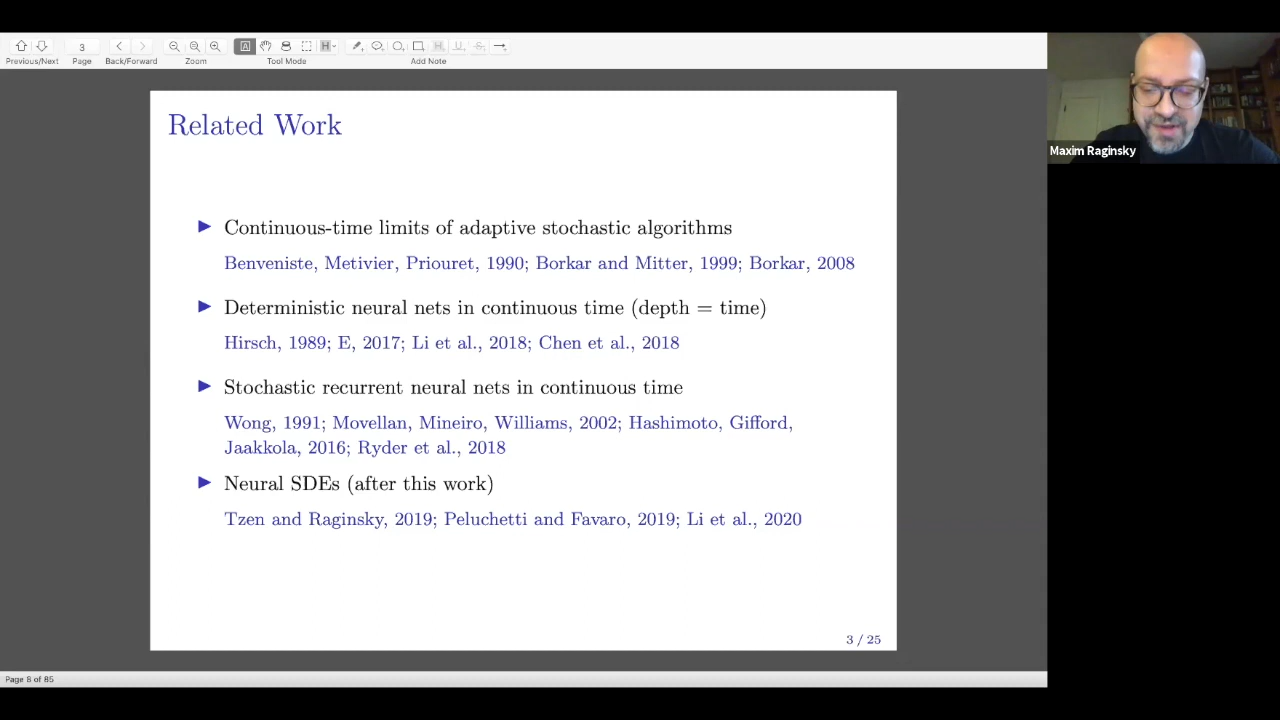 3
Previous/Next Page Back/Forward Zoom Tool Mode Add Note
Maxim Raginsky
Related Work
Continuous-time limits of adaptive stochastic algorithms
Benveniste, Metivier, Priouret, 1990; Borkar and Mitter, 1999; Borkar, 2008
Deterministic neural nets in continuous time (depth = time)
Hirsch, 1989; E, 2017; Li et al., 2018; Chen et al., 2018
Stochastic recurrent neural nets in continuous time
Wong, 1991; Movellan, Mineiro, Williams, 2002; Hashimoto, Gifford,
Jaakkola, 2016; Ryder et al., 2018
Neural SDEs (after this work)
Tzen and Raginsky, 2019; Peluchetti and Favaro, 2019; Li et al., 2020
3 / 25
Page 8 of 85